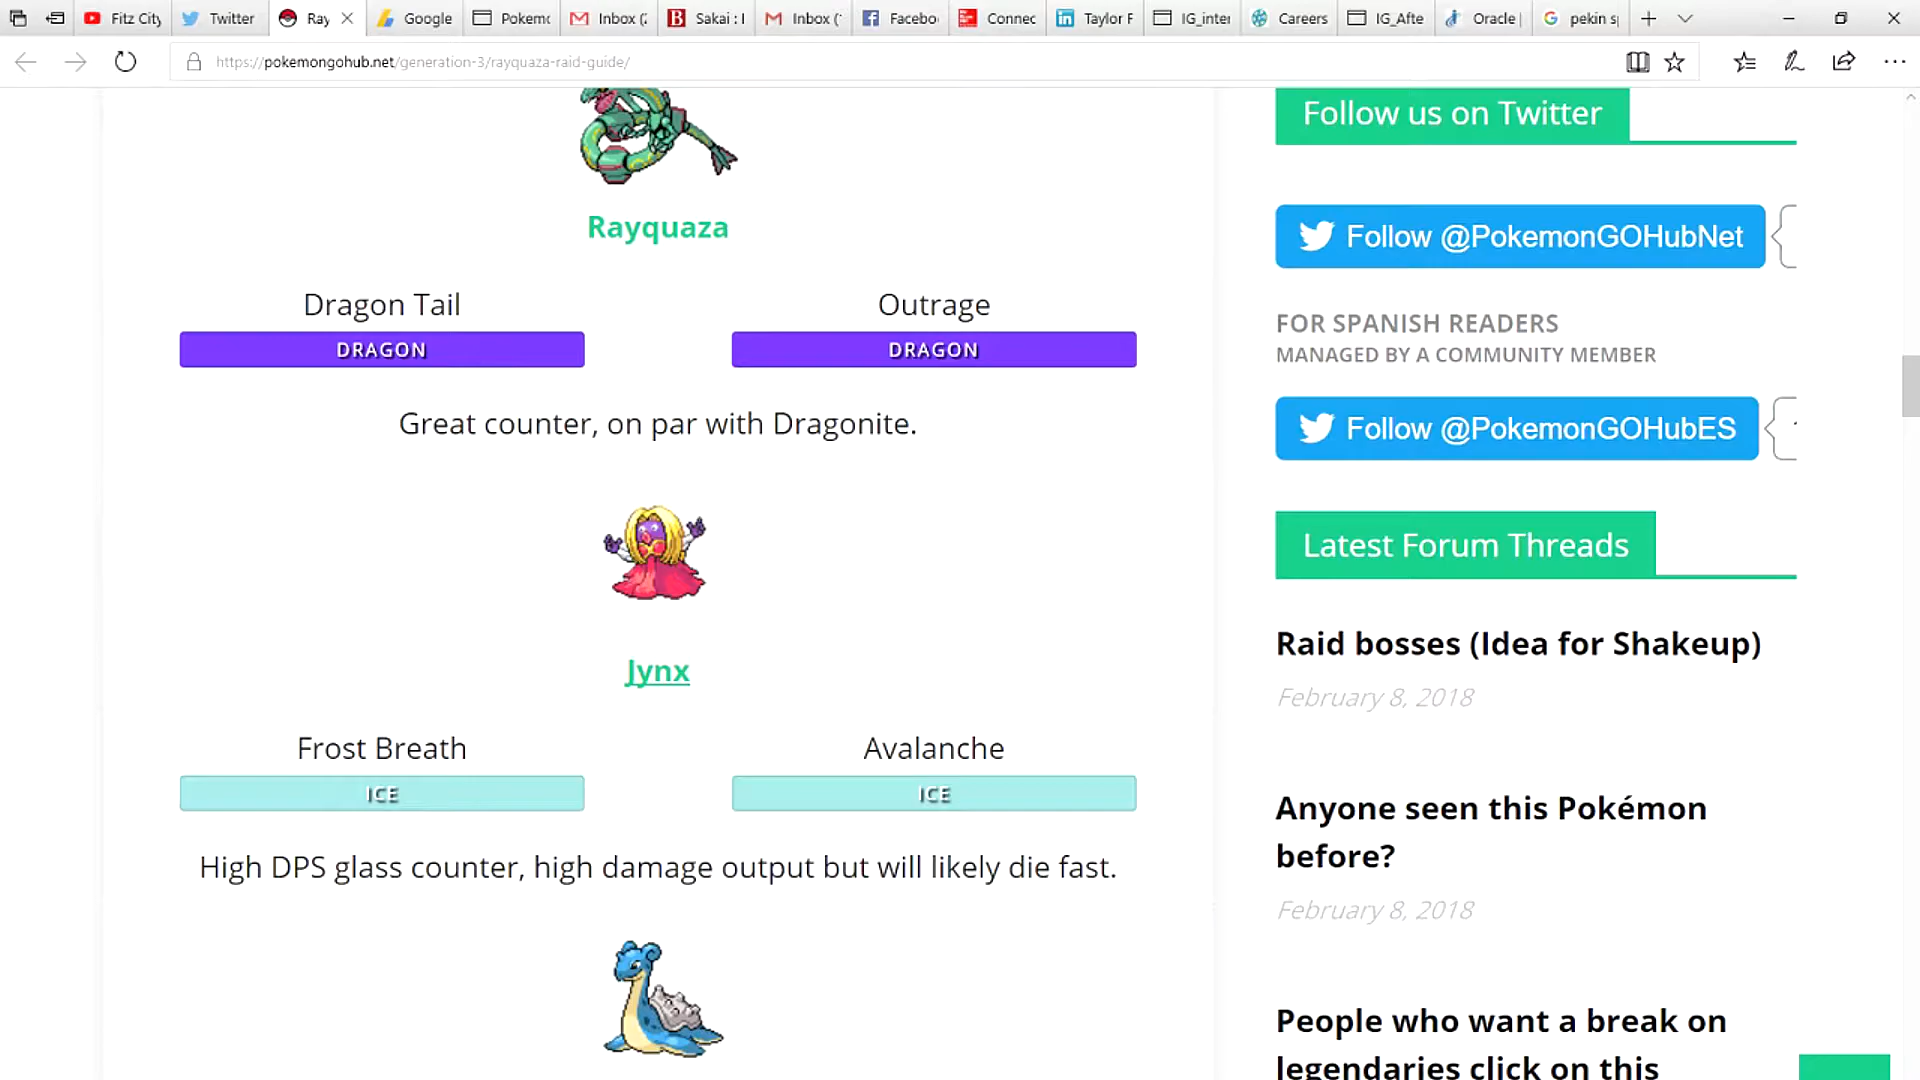 Fitz City
Twitter
Ray
Google
Pokemo
Inbox (2
Sakai : I
Inbox (
Facebo
Connec
Taylor F
IG_inter
Careers
IG_Afte
Oracle |
pekin s
https://pokemongohub.net/generation-3/rayquaza-raid-guide/
Rayquaza
Dragon Tail
Outrage
DRAGON
DRAGON
Great counter, on par with Dragonite.
Jynx
Frost Breath
Avalanche
ICE
ICE
High DPS glass counter, high damage output but will likely die fast.
Follow us on Twitter
Follow @PokemonGOHubNet
FOR SPANISH READERS
MANAGED BY A COMMUNITY MEMBER
Follow @PokemonGOHubES
Latest Forum Threads
Raid bosses (Idea for Shakeup)
February 8, 2018
Anyone seen this Pokémon
before?
February 8, 2018
People who want a break on
legendaries click on this